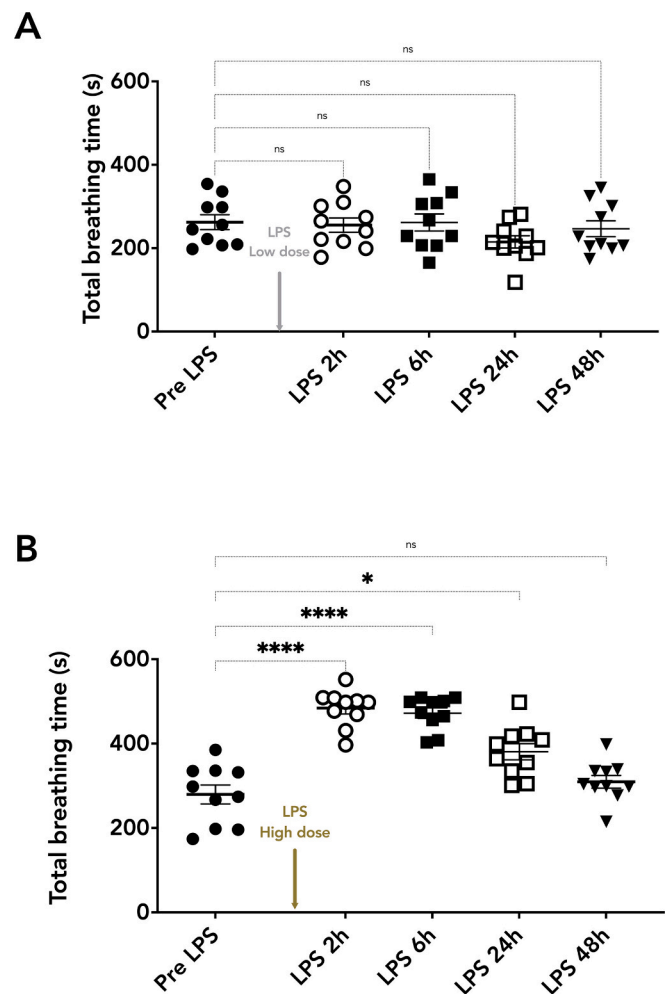 A
ns
ns
ns
ns
600
400
200
0
Total breathing time (s)
LPS
Low dose
Pre LPS
LPS 2h
LPS 6h
LPS 24h
LPS 48h
B
ns
*
****
****
600
400
200
0
Total breathing time (s)
LPS
High dose
Pre LPS
LPS 2h
LPS 6h
LPS 24h
LPS 48h